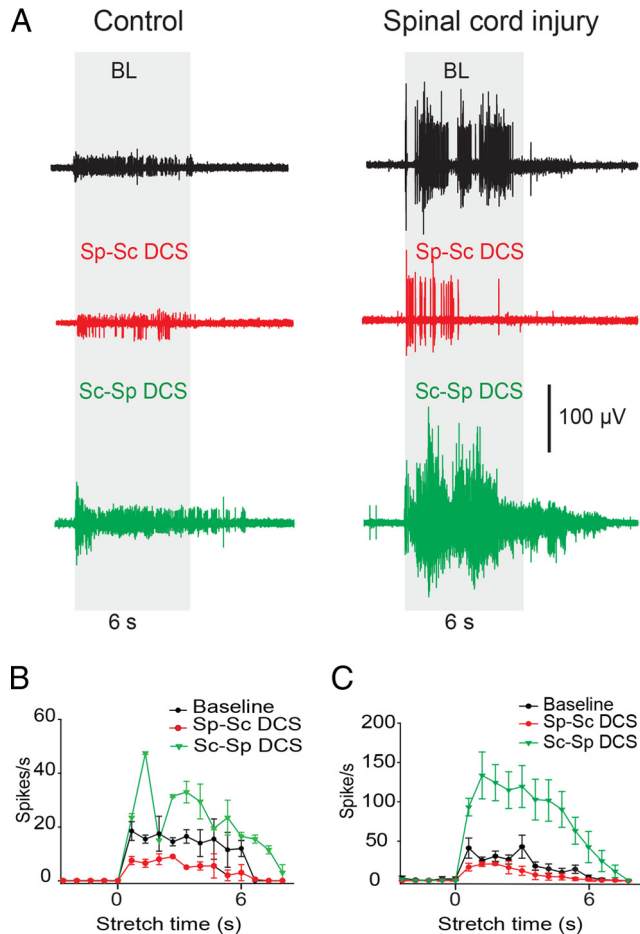 A
Control
Spinal cord injury
BL
BL
Sp-Sc DCS
Sp-Sc DCS
Sc-Sp DCS
Sc-Sp DCS
100 µV
6 s
6 s
B
Baseline
Sp-Sc DCS
Sc-Sp DCS
Spikes/s
60
40
20
0
0
6
Stretch time (s)
C
Baseline
Sp-Sc DCS
Sc-Sp DCS
Spike/s
200
150
100
50
0
0
6
Stretch time (s)